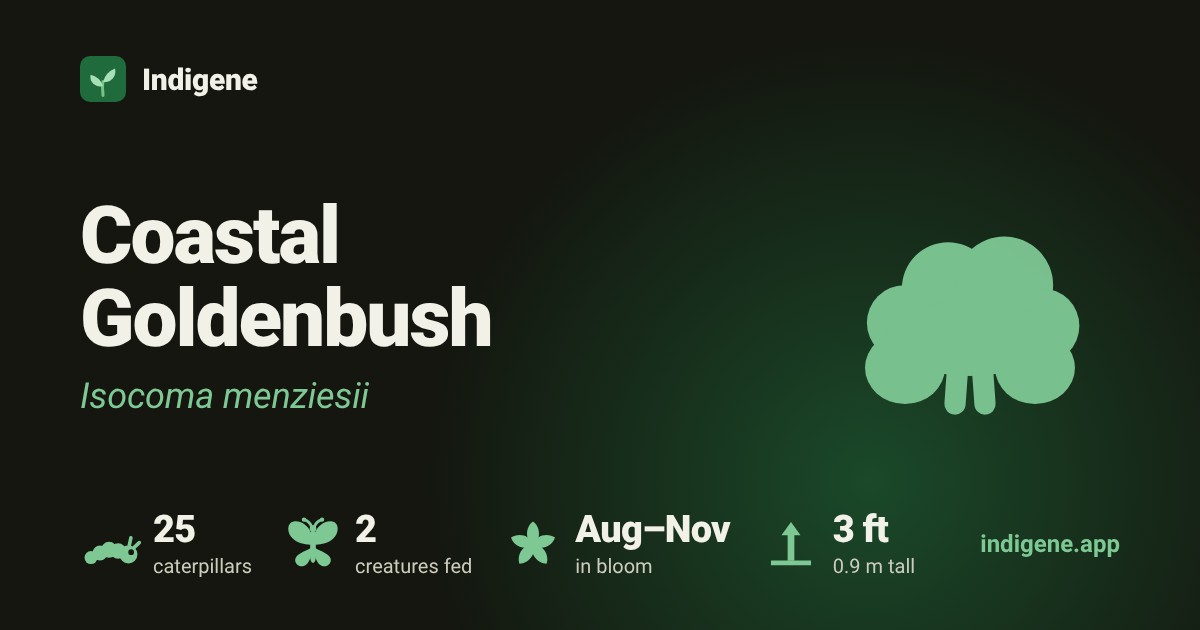 Indigene
Coastal
Goldenbush
Isocoma menziesii
25
caterpillars
2
creatures fed
Aug–Nov
in bloom
3 ft
0.9 m tall
indigene.app